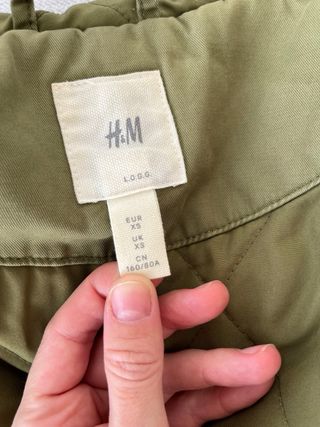 H&M
L.O.G.G.
EUR
XS
UK
XS
CN
160/80A